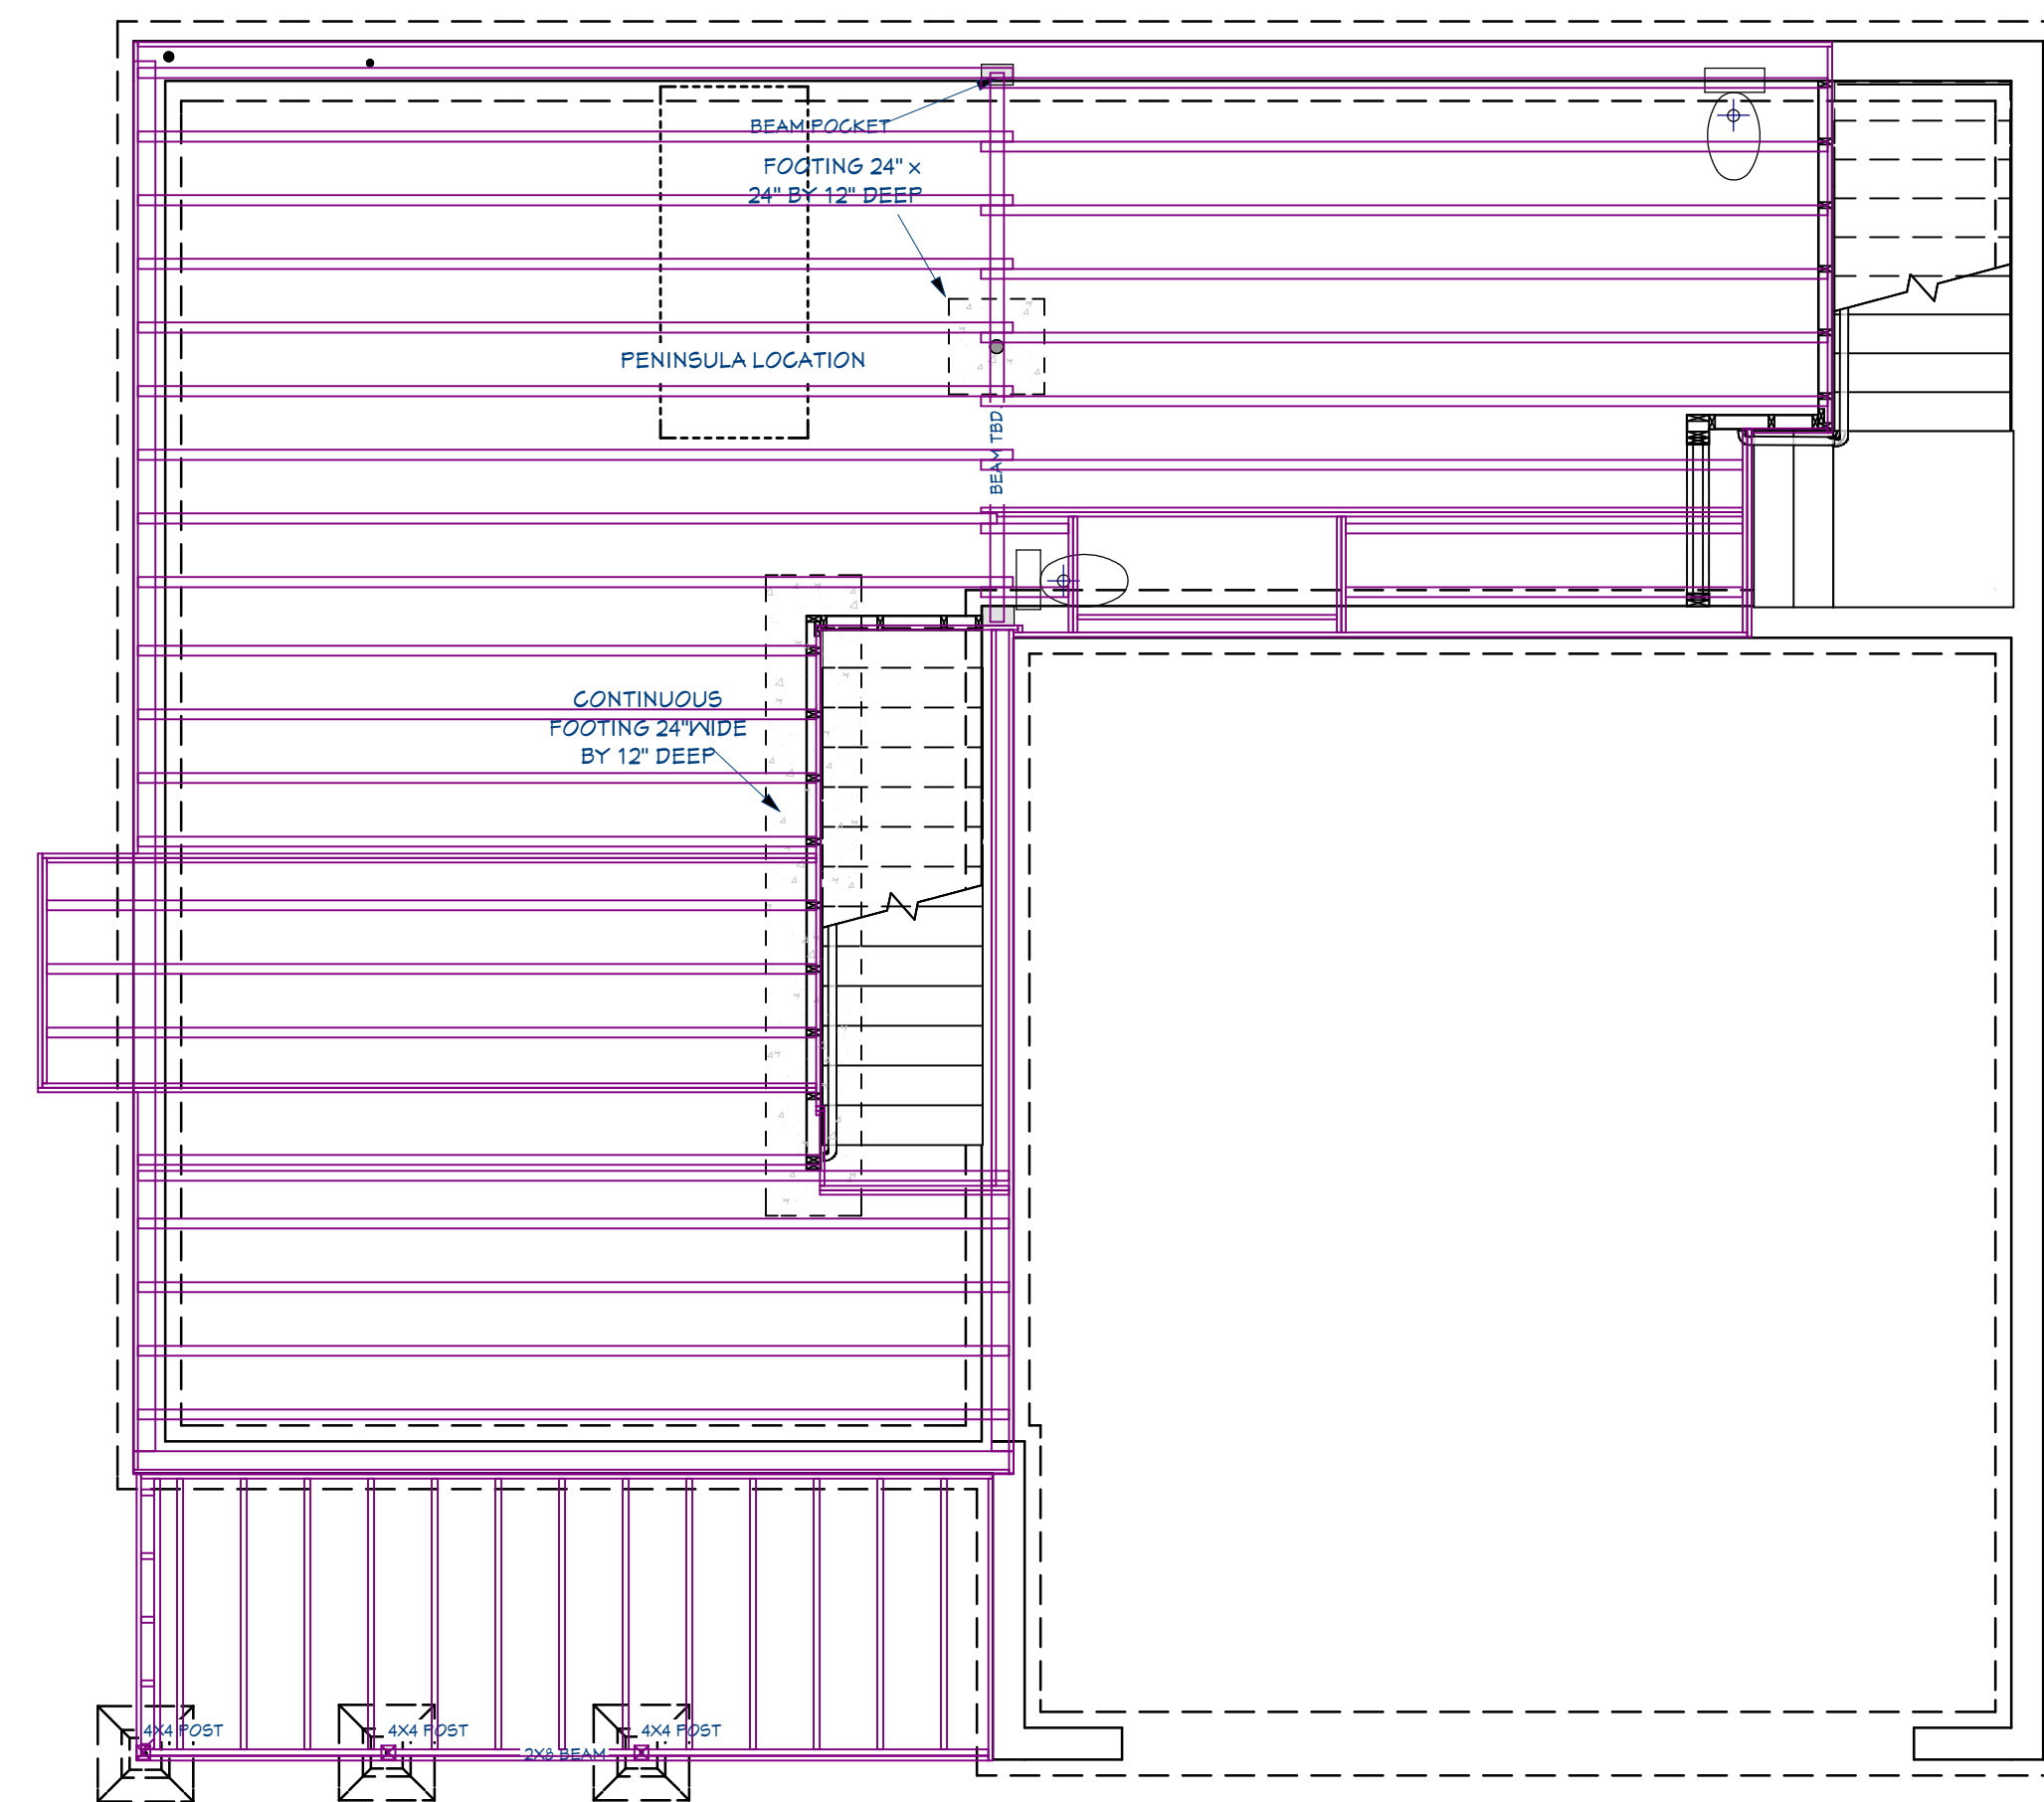 BEAM POCKET
FOOTING 24" x
24" BY 12" DEEP
PENINSULA LOCATION
BEAM TBD
CONTINUOUS
FOOTING 24"WIDE
BY 12" DEEP
4X4 POST
4X4 POST
4X4 POST
2X8 BEAM